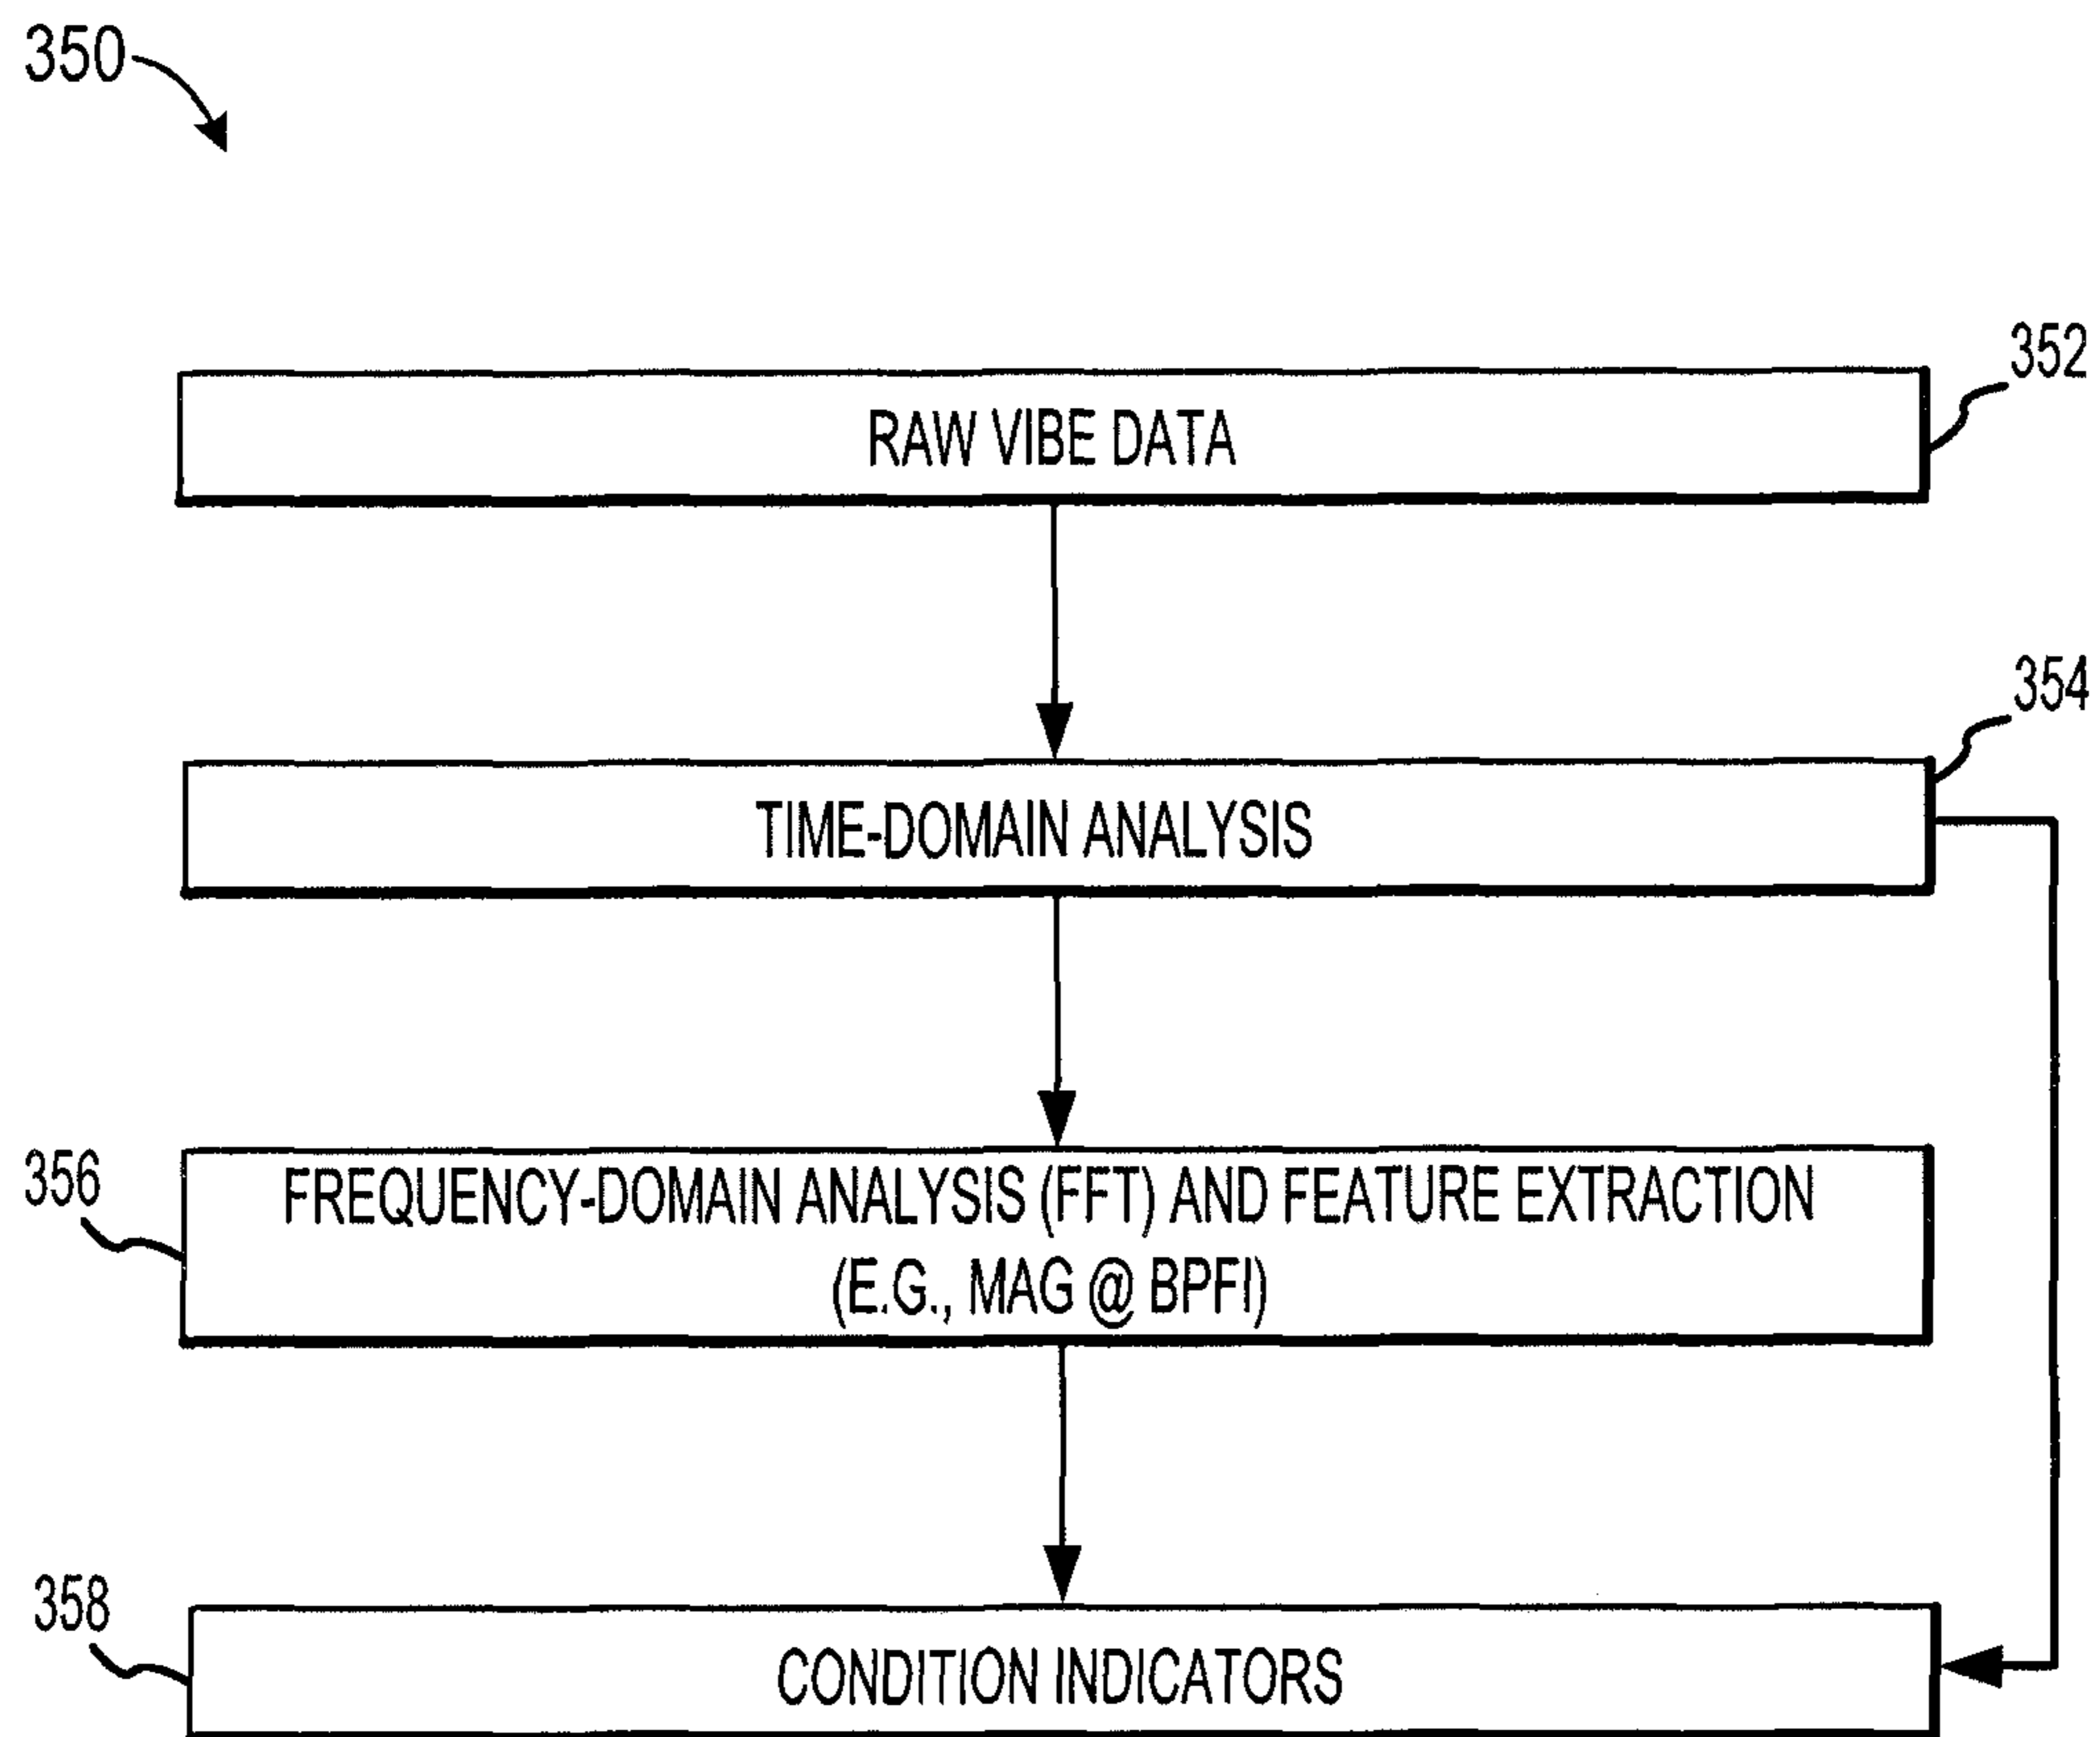 350
352
RAW VIBE DATA
354
TIME-DOMAIN ANALYSIS
356
FREQUENCY-DOMAIN ANALYSIS (FFT) AND FEATURE EXTRACTION
(E.G., MAG @ BPFI)
358
CONDITION INDICATORS